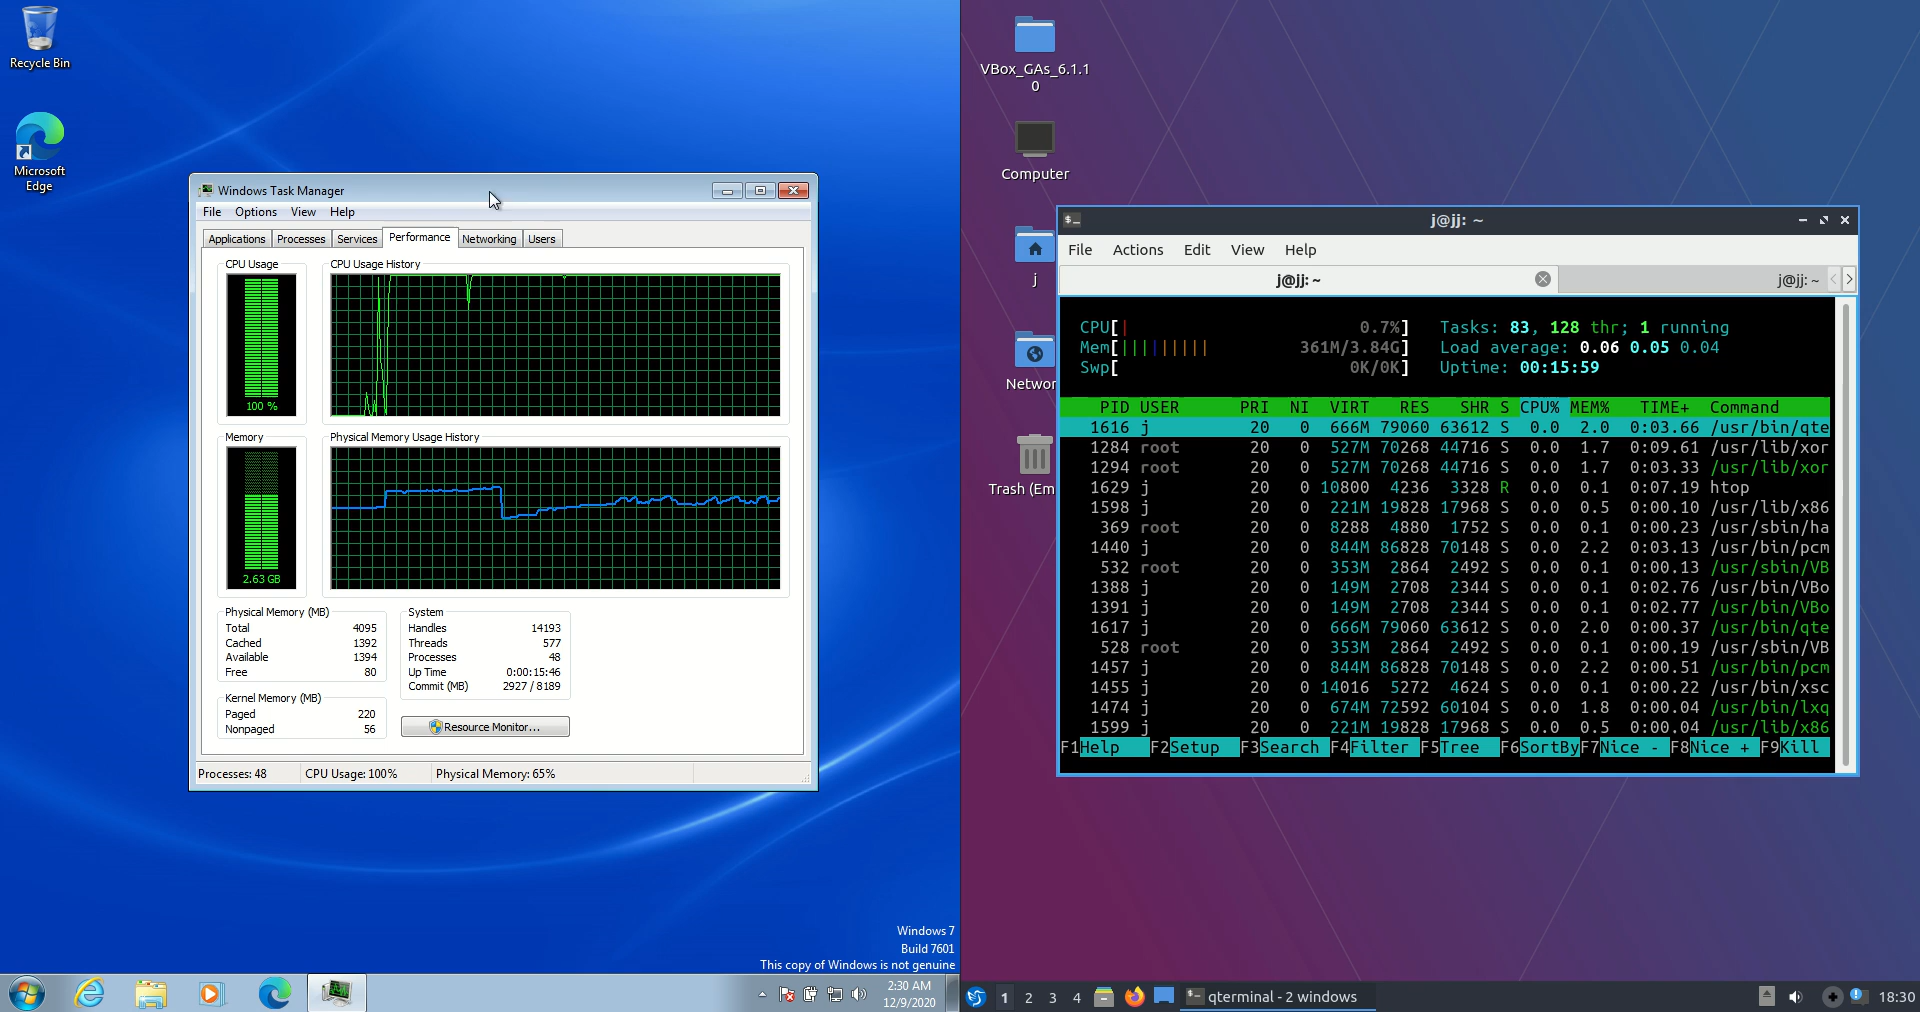 Recycle Bin
Microsoft
Edge
Windows Task Manager
File Options View Help
Applications Processes Services Performance Networking Users
CPU Usage
CPU Usage History
100 %
Memory
Physical Memory Usage History
2.63 GB
Physical Memory (MB)
Total 4095
Cached 1392
Available 1394
Free 80
Kernel Memory (MB)
Paged 220
Nonpaged 56
System
Handles 14193
Threads 577
Processes 48
Up Time 0:00:15:46
Commit (MB) 2927 / 8189
Resource Monitor...
Processes: 48 CPU Usage: 100% Physical Memory: 65%
Windows 7
Build 7601
This copy of Windows is not genuine
2:30 AM
12/9/2020
VBox_GAs_6.1.1
0
Computer
j
Networ
Trash (Em
j@jj: ~
File Actions Edit View Help
j@jj: ~ j@jj: ~
CPU[| 0.7%] Tasks: 83, 128 thr; 1 running
Mem[||||||||| 361M/3.84G] Load average: 0.06 0.05 0.04
Swp[ 0K/0K] Uptime: 00:15:59
PID USER PRI NI VIRT RES SHR S CPU% MEM% TIME+ Command
1616 j 20 0 666M 79060 63612 S 0.0 2.0 0:03.66 /usr/bin/qte
1284 root 20 0 527M 70268 44716 S 0.0 1.7 0:09.61 /usr/lib/xor
1294 root 20 0 527M 70268 44716 S 0.0 1.7 0:03.33 /usr/lib/xor
1629 j 20 0 10800 4236 3328 R 0.0 0.1 0:07.19 htop
1598 j 20 0 221M 19828 17968 S 0.0 0.5 0:00.10 /usr/lib/x86
369 root 20 0 8288 4880 1752 S 0.0 0.1 0:00.23 /usr/sbin/ha
1440 j 20 0 844M 86828 70148 S 0.0 2.2 0:03.13 /usr/bin/pcm
532 root 20 0 353M 2864 2492 S 0.0 0.1 0:00.13 /usr/sbin/VB
1388 j 20 0 149M 2708 2344 S 0.0 0.1 0:02.76 /usr/bin/VBo
1391 j 20 0 149M 2708 2344 S 0.0 0.1 0:02.77 /usr/bin/VBo
1617 j 20 0 666M 79060 63612 S 0.0 2.0 0:00.37 /usr/bin/qte
528 root 20 0 353M 2864 2492 S 0.0 0.1 0:00.19 /usr/sbin/VB
1457 j 20 0 844M 86828 70148 S 0.0 2.2 0:00.51 /usr/bin/pcm
1455 j 20 0 14016 5272 4624 S 0.0 0.1 0:00.22 /usr/bin/xsc
1474 j 20 0 674M 72592 60104 S 0.0 1.8 0:00.04 /usr/bin/lxq
1599 j 20 0 221M 19828 17968 S 0.0 0.5 0:00.04 /usr/lib/x86
F1Help F2Setup F3Search F4Filter F5Tree F6SortBy F7Nice - F8Nice + F9Kill
1 2 3 4 qterminal - 2 windows 18:30